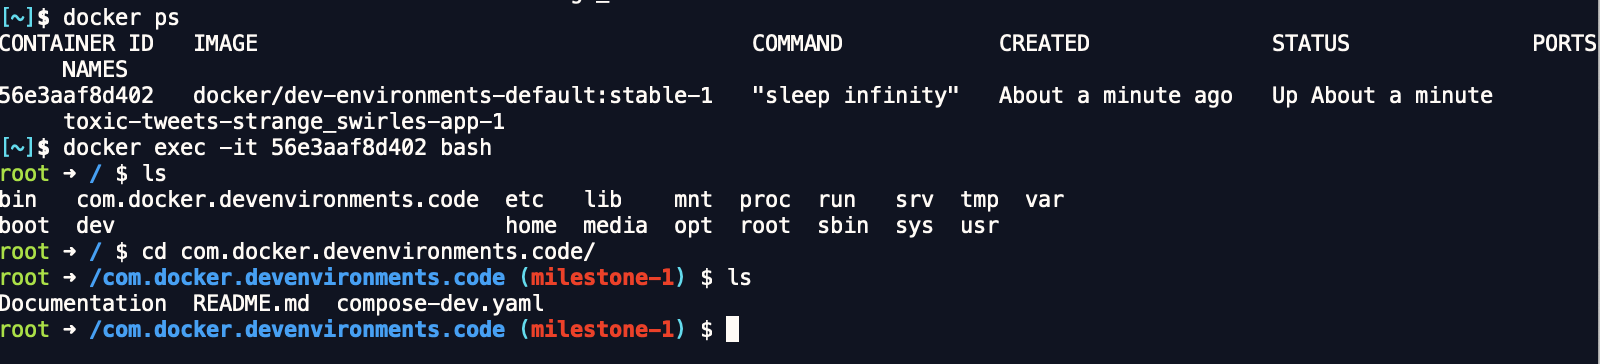 [~]$ docker ps
CONTAINER ID   IMAGE                                      COMMAND            CREATED              STATUS              PORTS
     NAMES
56e3aaf8d402   docker/dev-environments-default:stable-1   "sleep infinity"   About a minute ago   Up About a minute
     toxic-tweets-strange_swirles-app-1
[~]$ docker exec -it 56e3aaf8d402 bash
root ➜ / $ ls
bin   com.docker.devenvironments.code  etc   lib    mnt  proc  run   srv  tmp  var
boot  dev                              home  media  opt  root  sbin  sys  usr
root ➜ / $ cd com.docker.devenvironments.code/
root ➜ /com.docker.devenvironments.code (milestone-1) $ ls
Documentation  README.md  compose-dev.yaml
root ➜ /com.docker.devenvironments.code (milestone-1) $